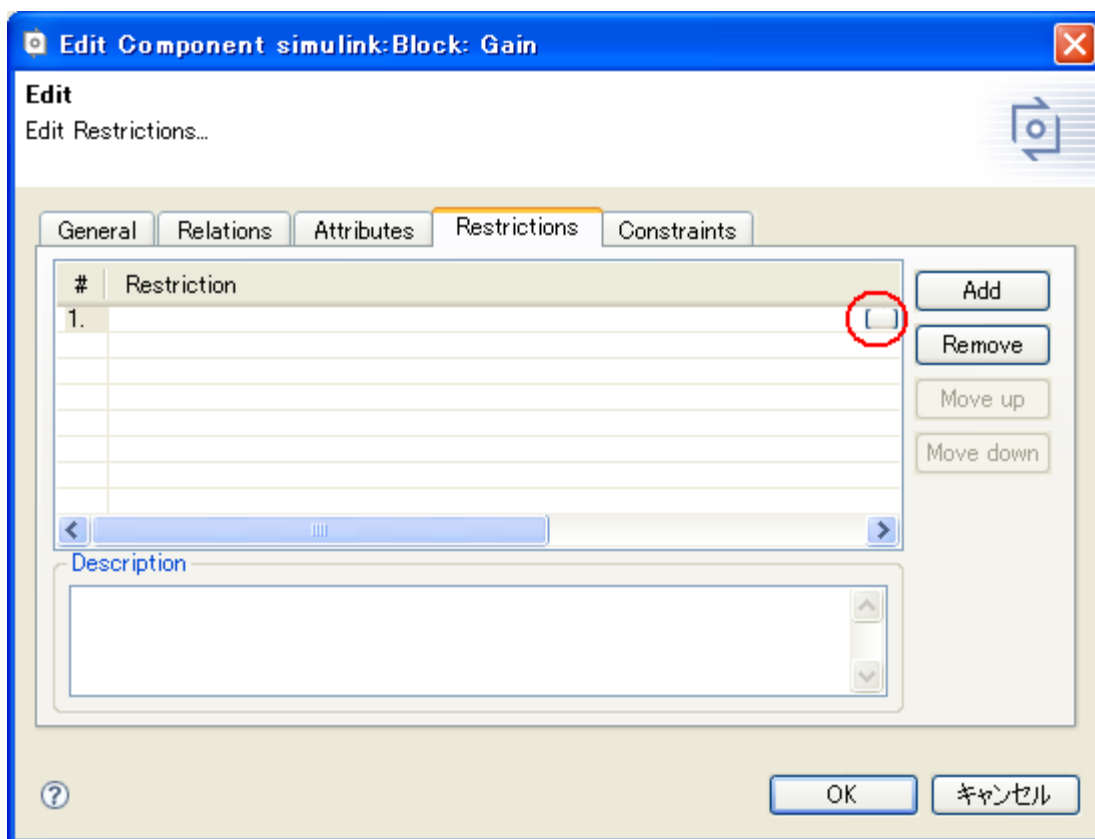 Edit Component simulink:Block: Gain
Edit
Edit Restrictions...
General Relations Attributes Restrictions Constraints
# Restriction
1.
Add
Remove
Move up
Move down
Description
OK キャンセル